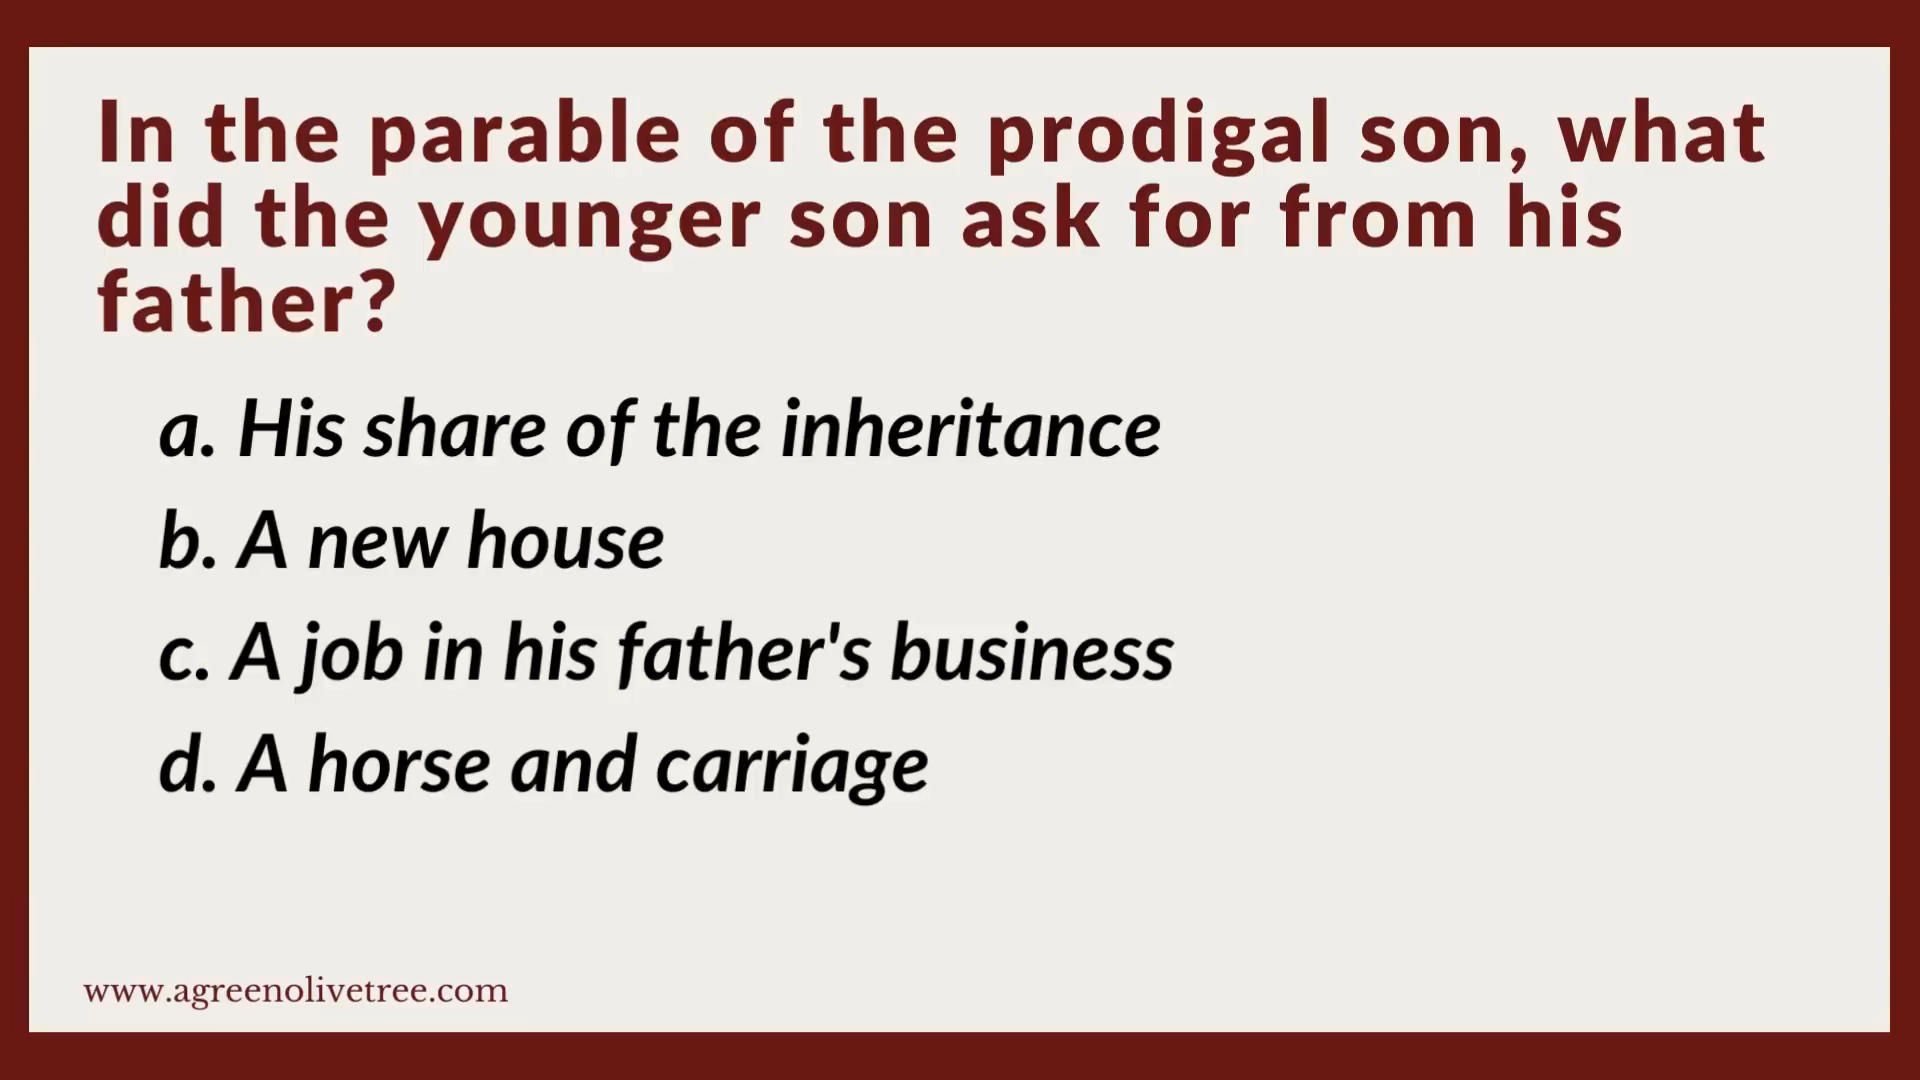 In the parable of the prodigal son, what
did the younger son ask for from his
father?
a. His share of the inheritance
b. A new house
c. A job in his father's business
d. A horse and carriage
www.agreenolivetree.com